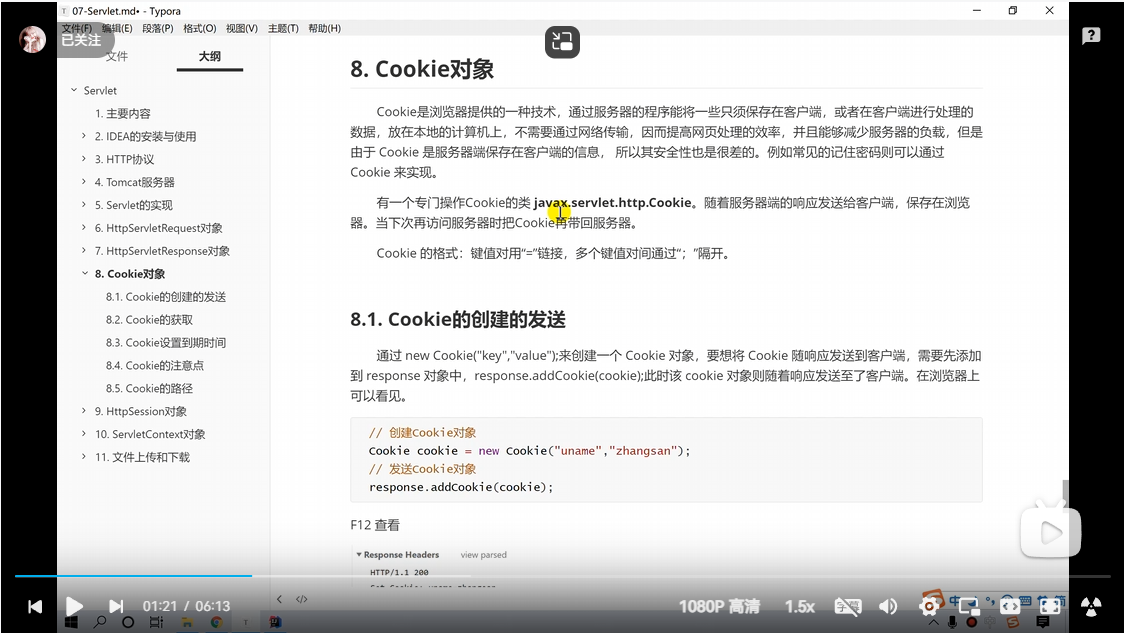 07-Servlet.md• - Typora
文件(F) 编辑(E) 段落(P) 格式(O) 视图(V) 主题(T) 帮助(H)
已关注
文件 大纲
Servlet
1. 主要内容
2. IDEA的安装与使用
3. HTTP协议
4. Tomcat服务器
5. Servlet的实现
6. HttpServletRequest对象
7. HttpServletResponse对象
8. Cookie对象
8.1. Cookie的创建的发送
8.2. Cookie的获取
8.3. Cookie设置到期时间
8.4. Cookie的注意点
8.5. Cookie的路径
9. HttpSession对象
10. ServletContext对象
11. 文件上传和下载
8. Cookie对象
Cookie是浏览器提供的一种技术，通过服务器的程序能将一些只须保存在客户端，或者在客户端进行处理的
数据，放在本地的计算机上，不需要通过网络传输，因而提高网页处理的效率，并且能够减少服务器的负载，但是
由于 Cookie 是服务器端保存在客户端的信息， 所以其安全性也是很差的。例如常见的记住密码则可以通过
Cookie 来实现。
有一个专门操作Cookie的类 javax.servlet.http.Cookie。随着服务器端的响应发送给客户端，保存在浏览
器。当下次再访问服务器时把Cookie再带回服务器。
Cookie 的格式：键值对用“=”链接，多个键值对间通过“；”隔开。
8.1. Cookie的创建的发送
通过 new Cookie("key","value");来创建一个 Cookie 对象，要想将 Cookie 随响应发送到客户端，需要先添加
到 response 对象中，response.addCookie(cookie);此时该 cookie 对象则随着响应发送至了客户端。在浏览器上
可以看见。
// 创建Cookie对象
Cookie cookie = new Cookie("uname","zhangsan");
// 发送Cookie对象
response.addCookie(cookie);
F12 查看
Response Headers view parsed
HTTP/1.1 200
01:21 / 06:13
1080P 高清 1.5x 字幕